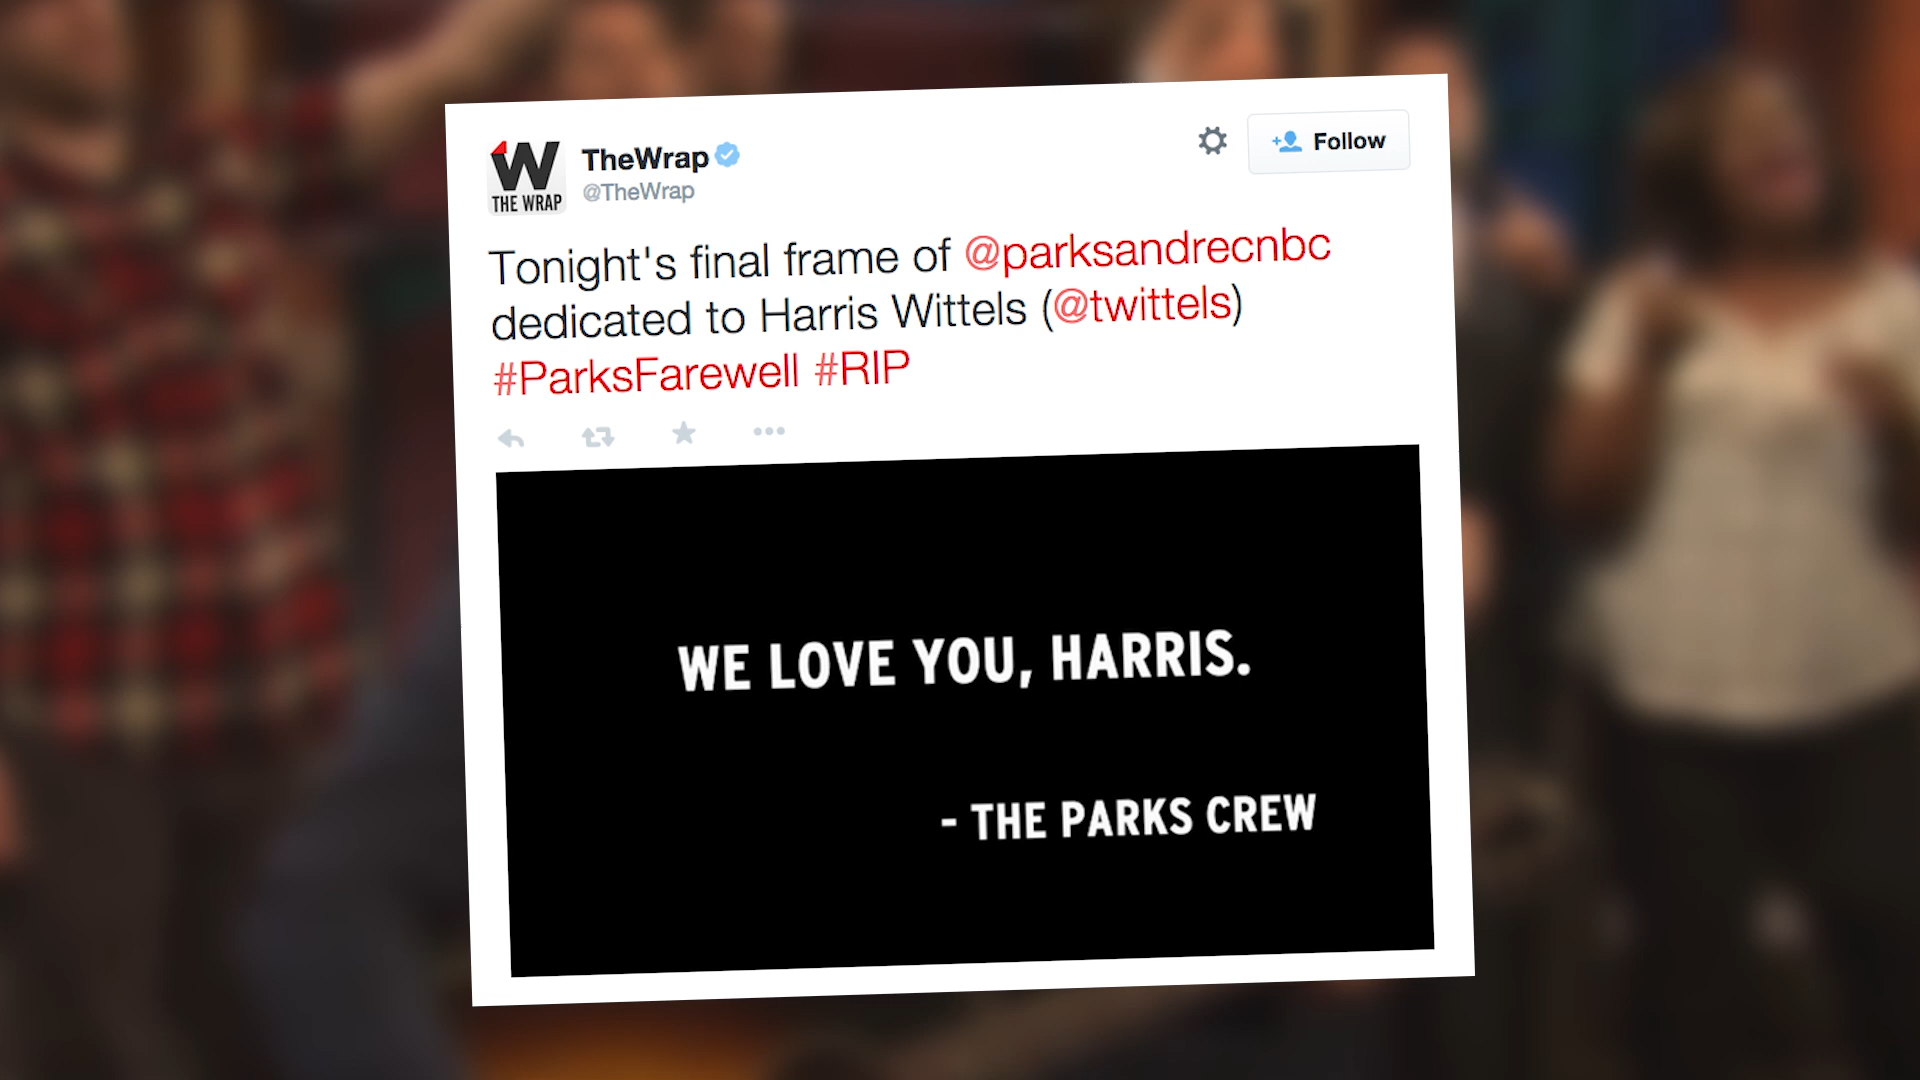 THE WRAP
TheWrap
@TheWrap
Follow
Tonight's final frame of @parksandrecnbc
dedicated to Harris Wittels (@twittels)
#ParksFarewell #RIP
WE LOVE YOU, HARRIS.
- THE PARKS CREW